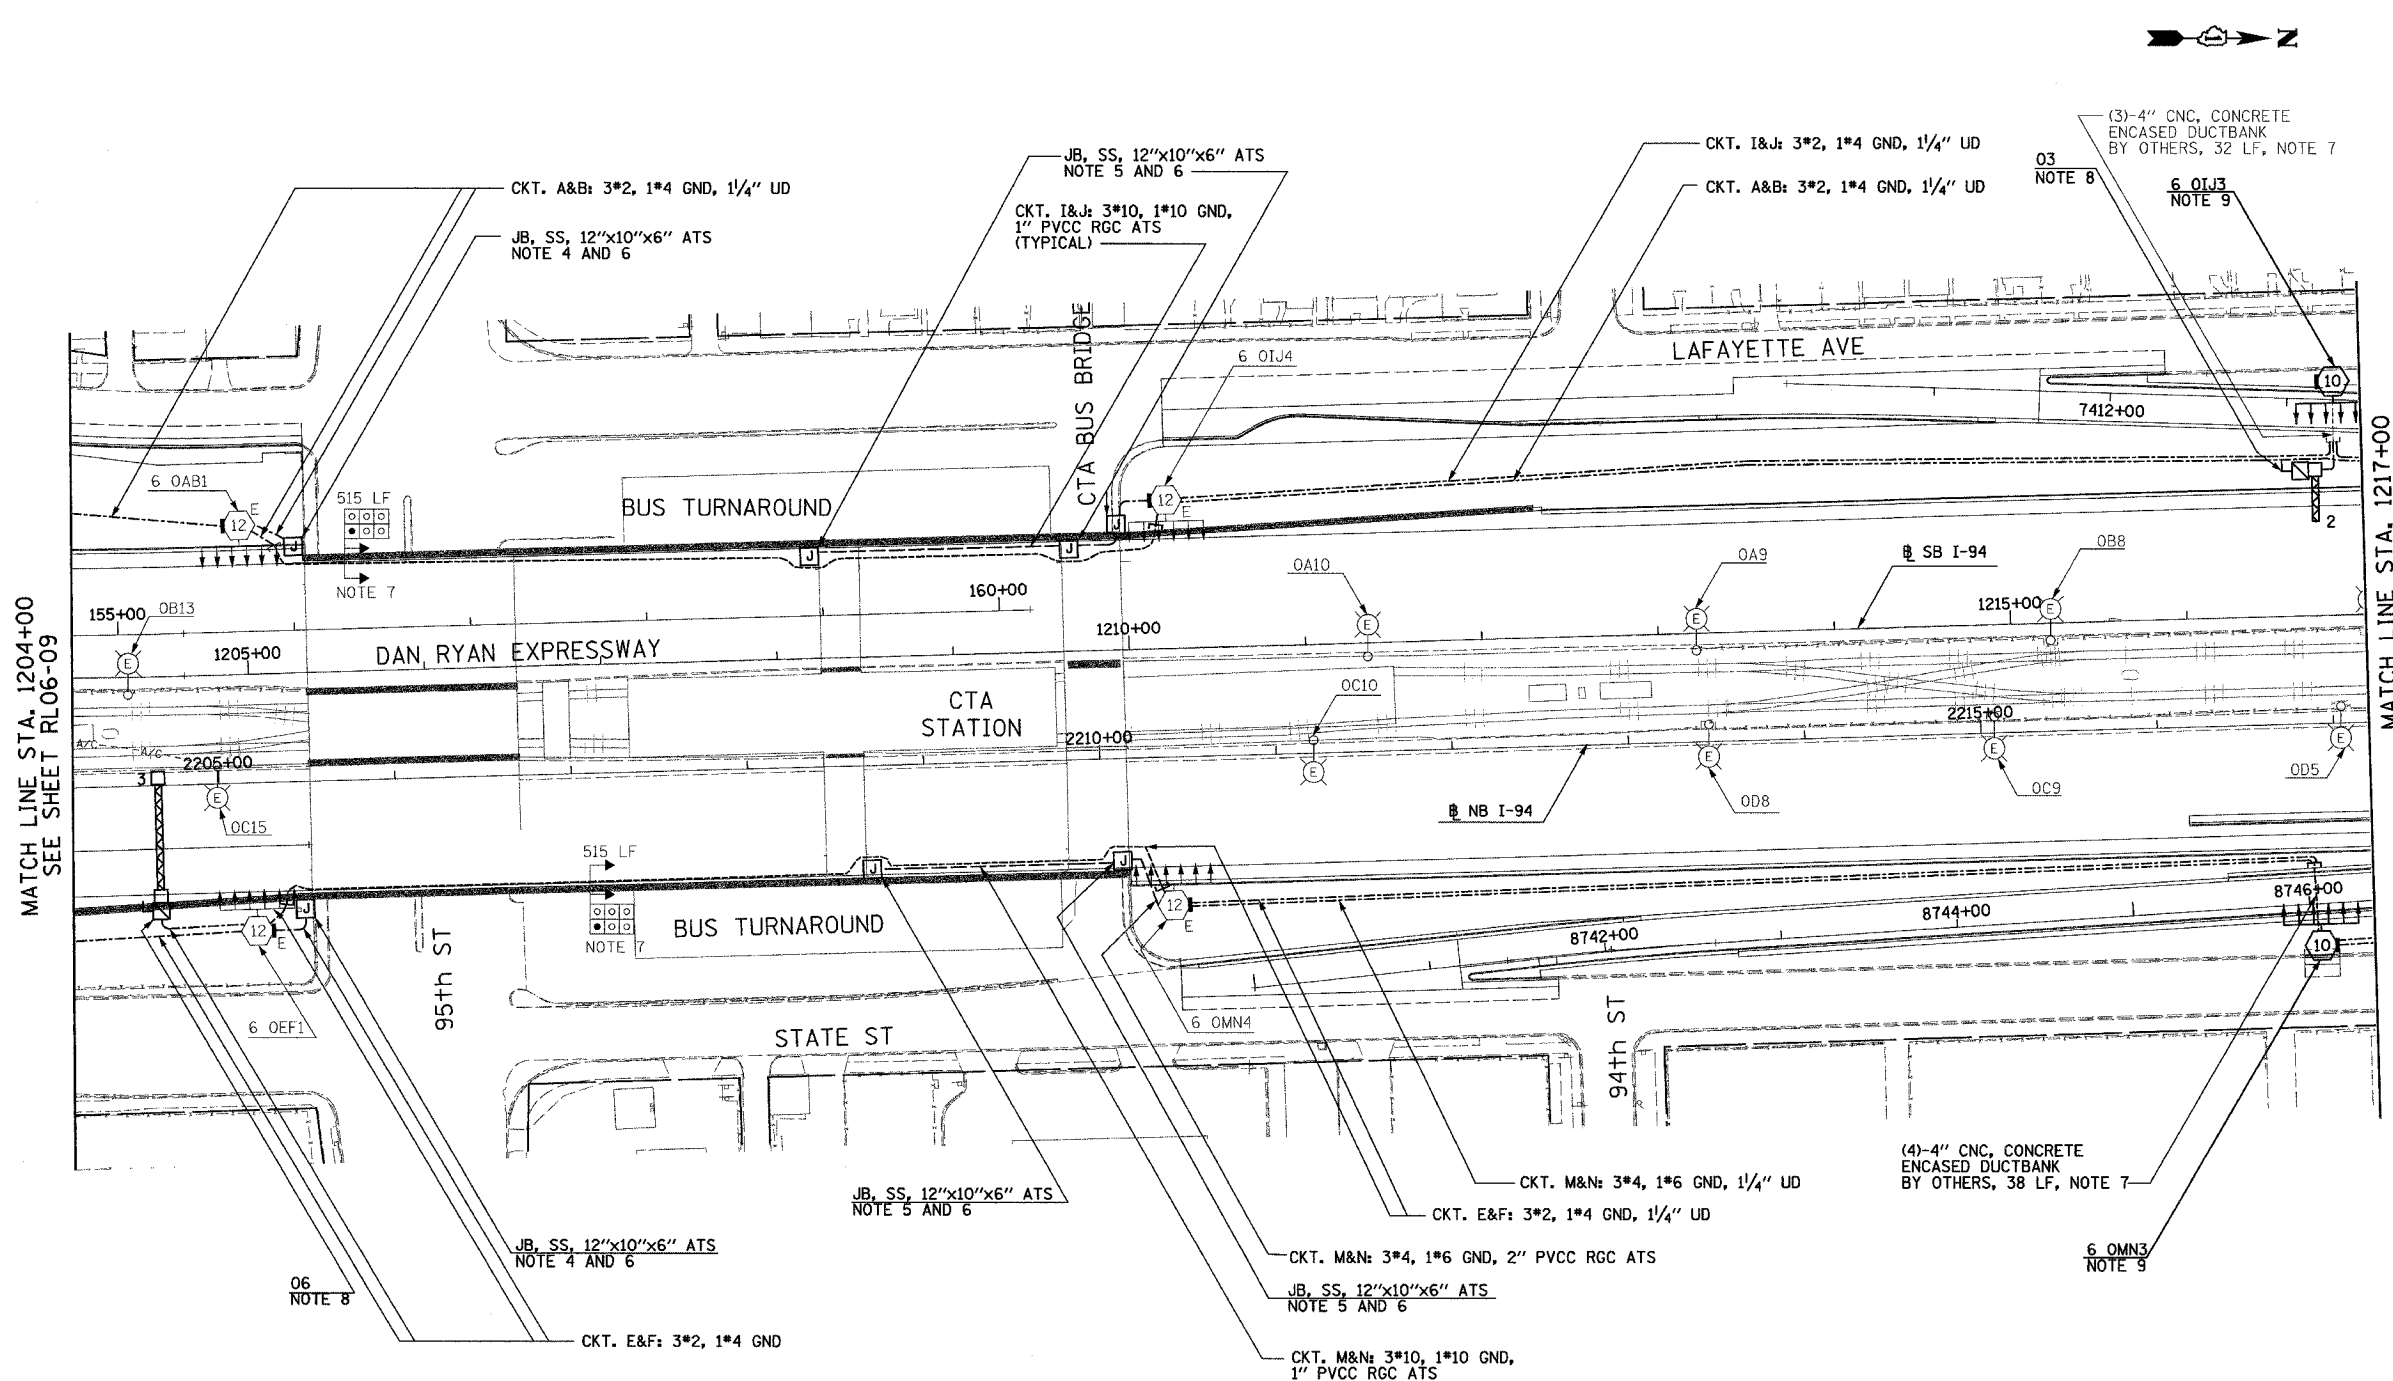 N
(3)-4" CNC, CONCRETE
ENCASED DUCTBANK
BY OTHERS, 32 LF, NOTE 7
03
NOTE 8
6 0IJ3
NOTE 9
CKT. I&J: 3#2, 1#4 GND, 1¼" UD
CKT. A&B: 3#2, 1#4 GND, 1¼" UD
JB, SS, 12"x10"x6" ATS
NOTE 5 AND 6
CKT. I&J: 3#10, 1#10 GND,
1" PVCC RGC ATS
(TYPICAL)
CKT. A&B: 3#2, 1#4 GND, 1¼" UD
JB, SS, 12"x10"x6" ATS
NOTE 4 AND 6
CTA BUS BRIDGE
6 0IJ4
LAFAYETTE AVE
10
7412+00
6 0AB1
12
E
J
515 LF
NOTE 7
BUS TURNAROUND
J
J
J
12
E
2
MATCH LINE STA. 1217+00
MATCH LINE STA. 1204+00
SEE SHEET RL06-09
155+00
0B13
E
1205+00
DAN RYAN EXPRESSWAY
160+00
1210+00
0A10
E
0A9
E
℄ SB I-94
0B8
E
1215+00
CTA
STATION
0C10
E
2210+00
2215+00
A/C
A/C
2205+00
3
E
0C15
℄ NB I-94
E
0D8
E
0C9
E
0D5
515 LF
NOTE 7
BUS TURNAROUND
J
J
J
12
E
12
E
8742+00
8744+00
8746+00
10
6 0EF1
95th ST
STATE ST
6 0MN4
94th ST
(4)-4" CNC, CONCRETE
ENCASED DUCTBANK
BY OTHERS, 38 LF, NOTE 7
CKT. M&N: 3#4, 1#6 GND, 1¼" UD
CKT. E&F: 3#2, 1#4 GND, 1¼" UD
JB, SS, 12"x10"x6" ATS
NOTE 5 AND 6
JB, SS, 12"x10"x6" ATS
NOTE 4 AND 6
CKT. M&N: 3#4, 1#6 GND, 2" PVCC RGC ATS
6 0MN3
NOTE 9
06
NOTE 8
JB, SS, 12"x10"x6" ATS
NOTE 5 AND 6
CKT. E&F: 3#2, 1#4 GND
CKT. M&N: 3#10, 1#10 GND,
1" PVCC RGC ATS